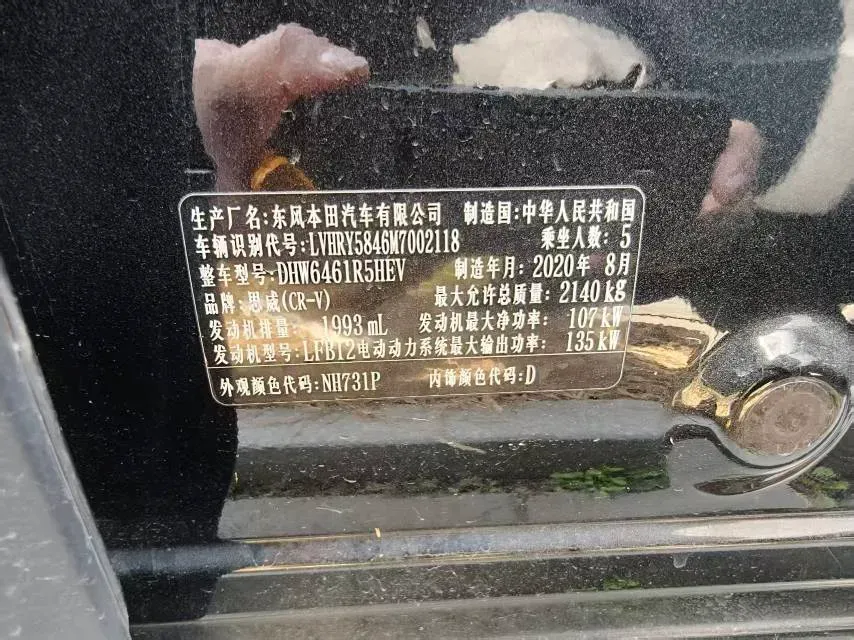 生产厂名:东风本田汽车有限公司 制造国:中华人民共和国
车辆识别代号:LVHRY5846M7002118 乘坐人数:5
整车型号:DHW6461R5HEV 制造年月:2020年8月
品牌:思威(CR-V) 最大允许总质量:2140kg
发动机排量:1993mL 发动机最大净功率:107kW
发动机型号:LFB12电动动力系统最大输出功率:135kW
外观颜色代码:NH731P 内饰颜色代码:D